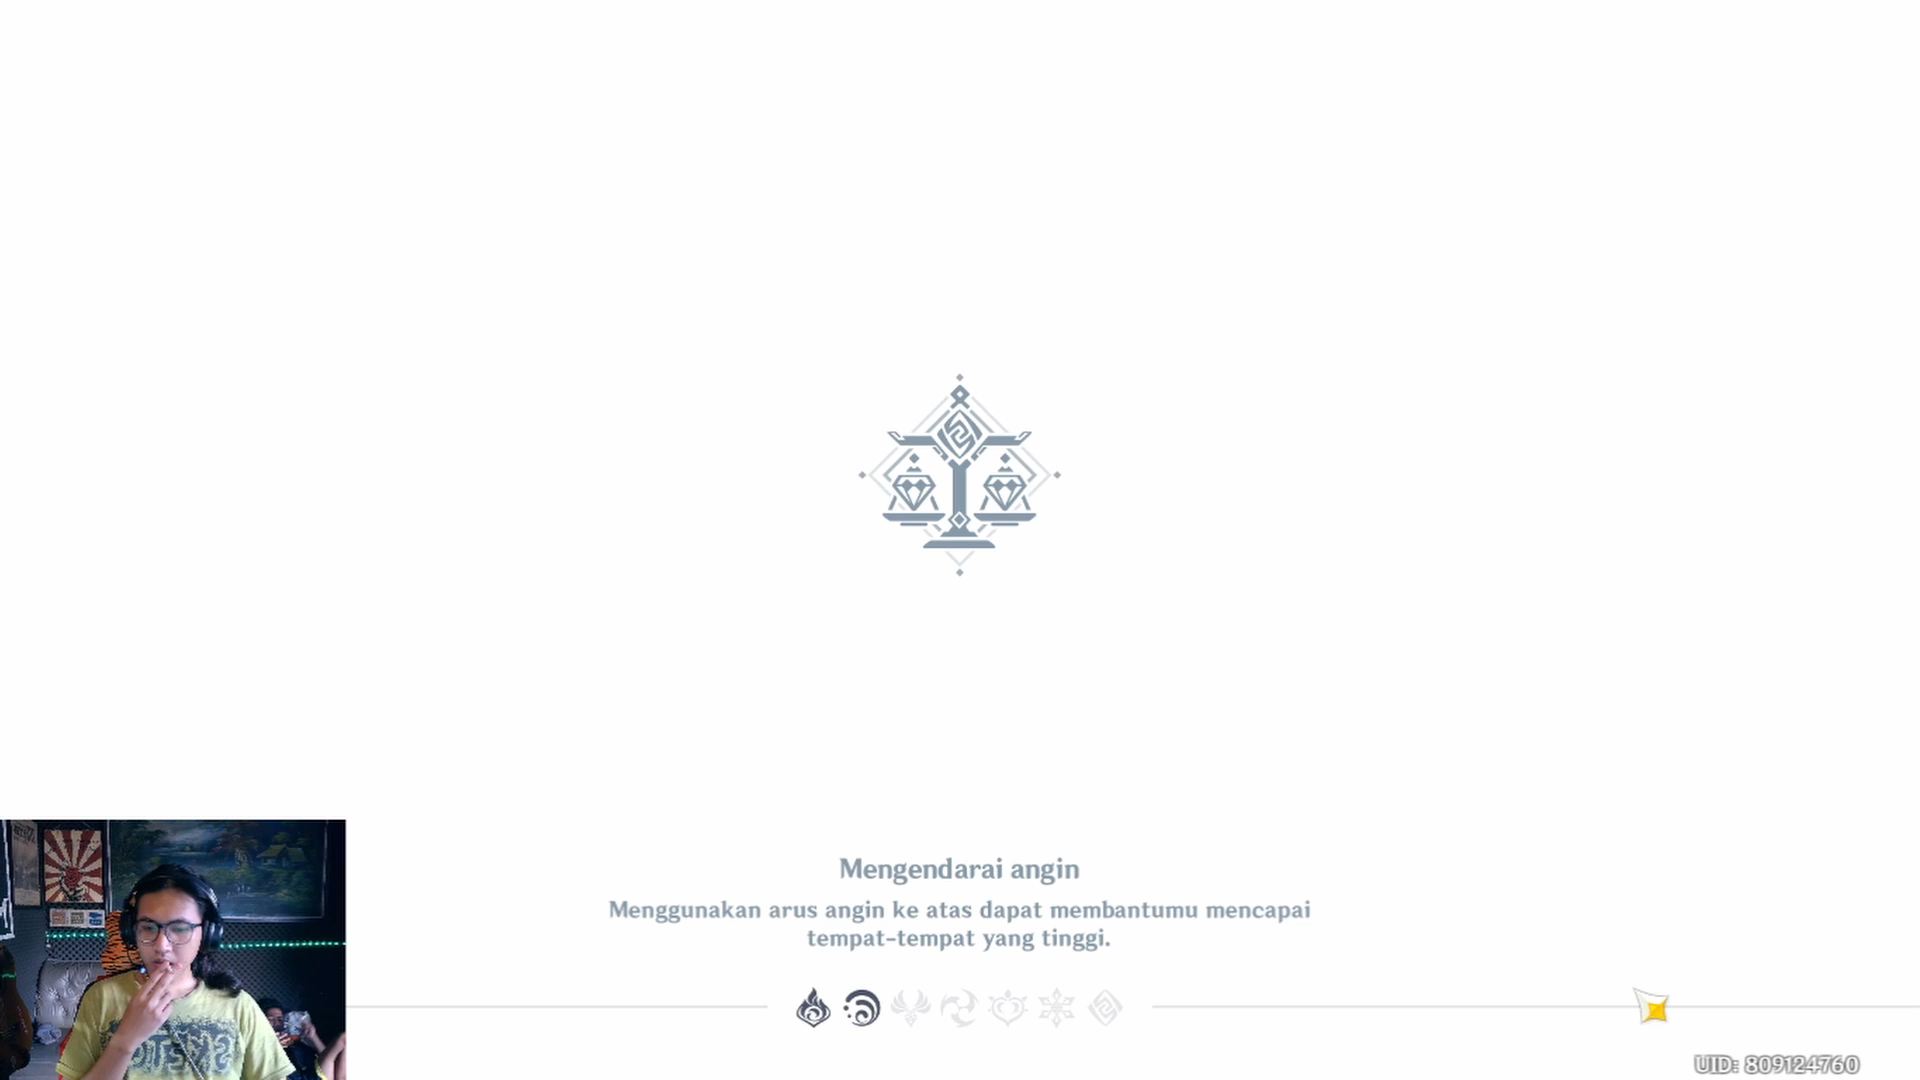 Mengendarai angin
Menggunakan arus angin ke atas dapat membantumu mencapai
tempat-tempat yang tinggi.
UID: 809124760